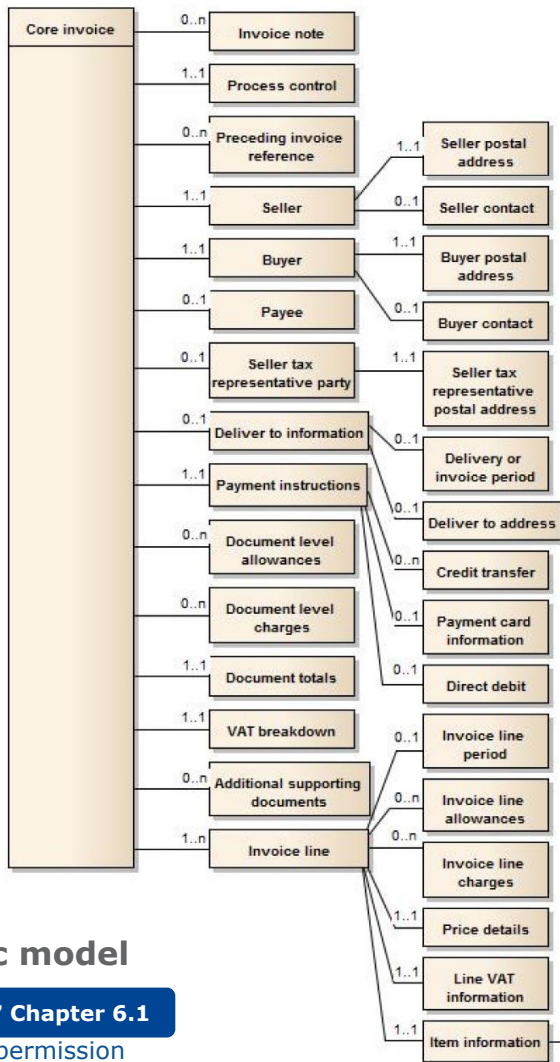 Core invoice
0..n
Invoice note
1..1
Process control
0..n
Preceding invoice
reference
1..1
Seller
1..1
Seller postal
address
0..1
Seller contact
1..1
Buyer
1..1
Buyer postal
address
0..1
Buyer contact
0..1
Payee
0..1
Seller tax
representative party
1..1
Seller tax
representative
postal address
0..1
Deliver to information
0..1
Delivery or
invoice period
0..1
Deliver to address
1..1
Payment instructions
0..n
Credit transfer
0..1
Payment card
information
0..1
Direct debit
0..n
Document level
allowances
0..n
Document level
charges
1..1
Document totals
1..1
VAT breakdown
0..n
Additional supporting
documents
1..n
Invoice line
0..1
Invoice line
period
0..n
Invoice line
allowances
0..n
Invoice line
charges
1..1
Price details
1..1
Line VAT
information
1..1
Item information
c model
' Chapter 6.1
permission